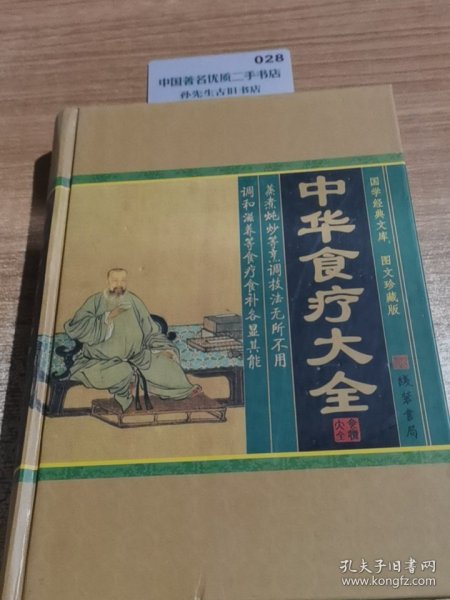 028
中国著名优质二手书店
孙先生古旧书店
国学经典文库 图文珍藏版
中华食疗大全
蒸煮炖炒等烹调技法无所不用
调和滋养等食疗食补各显其能
线装书局
孔夫子旧书网
www.kongfz.com